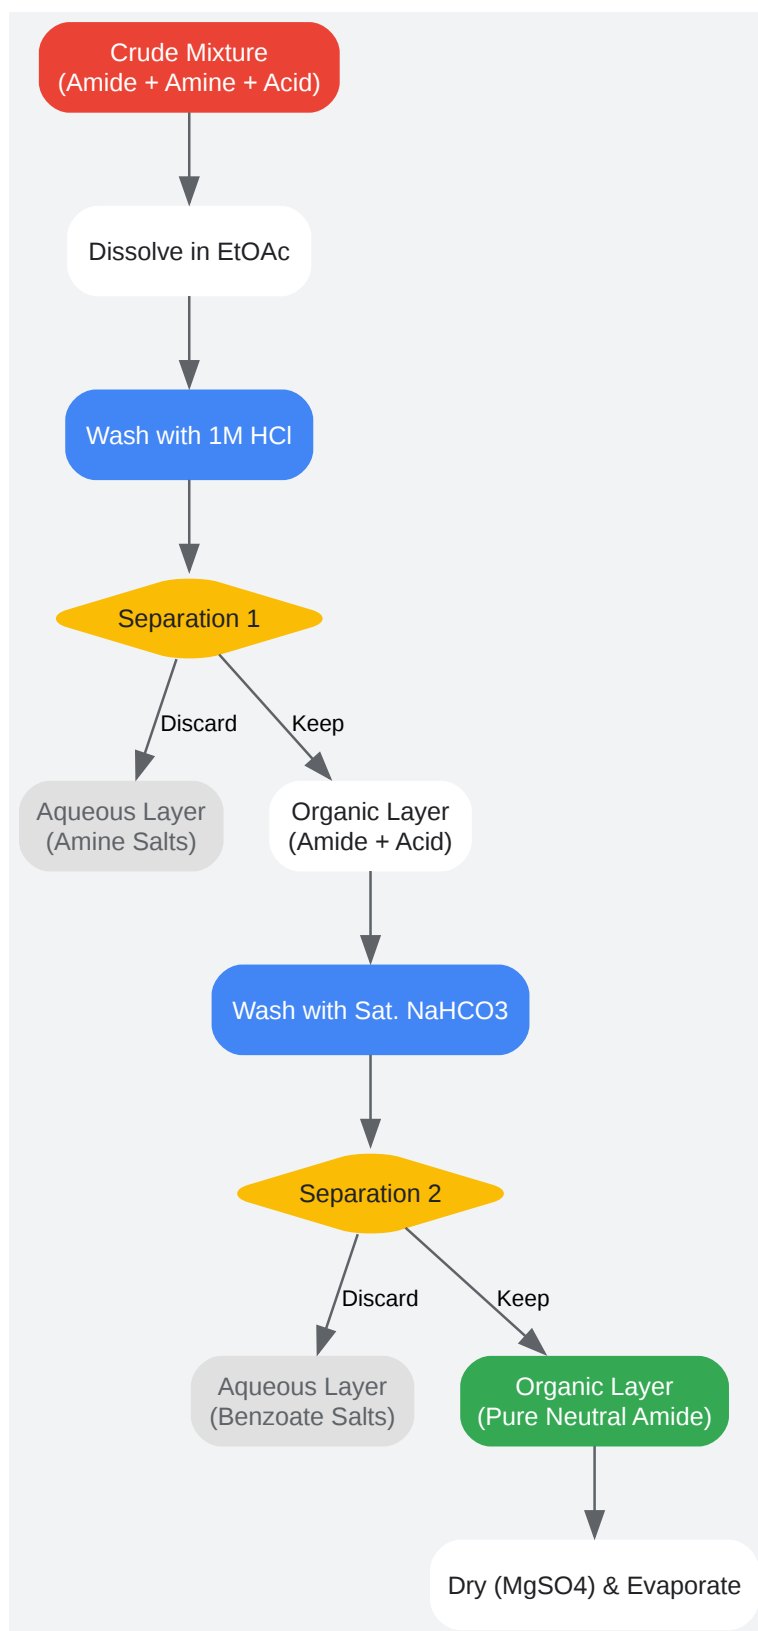 Crude Mixture
(Amide + Amine + Acid)
Dissolve in EtOAc
Wash with 1M HCl
Separation 1
Discard
Keep
Aqueous Layer
(Amine Salts)
Organic Layer
(Amide + Acid)
Wash with Sat. NaHCO3
Separation 2
Discard
Keep
Aqueous Layer
(Benzoate Salts)
Organic Layer
(Pure Neutral Amide)
Dry (MgSO4) & Evaporate